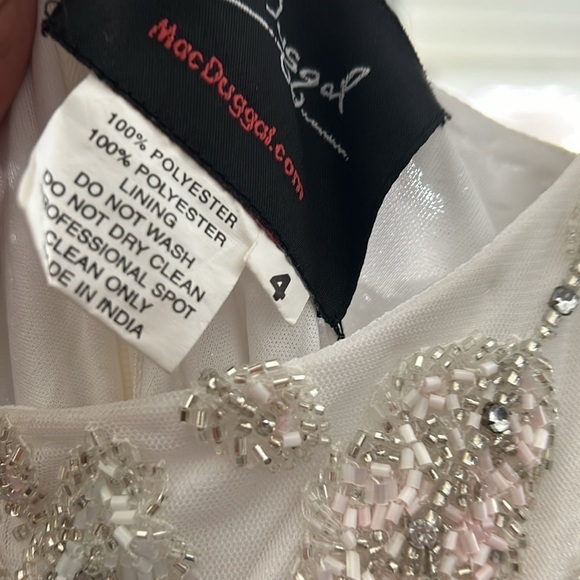 MacDuggal.com
100% POLYESTER
100% POLYESTER
LINING
DO NOT WASH
DO NOT DRY CLEAN
PROFESSIONAL SPOT
CLEAN ONLY
MADE IN INDIA
4